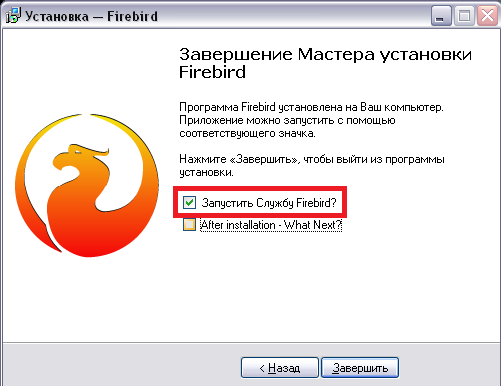 Установка — Firebird
Завершение Мастера установки
Firebird
Программа Firebird установлена на Ваш компьютер.
Приложение можно запустить с помощью
соответствующего значка.
Нажмите «Завершить», чтобы выйти из программы
установки.
Запустить Службу Firebird?
After installation - What Next?
< Назад
Завершить